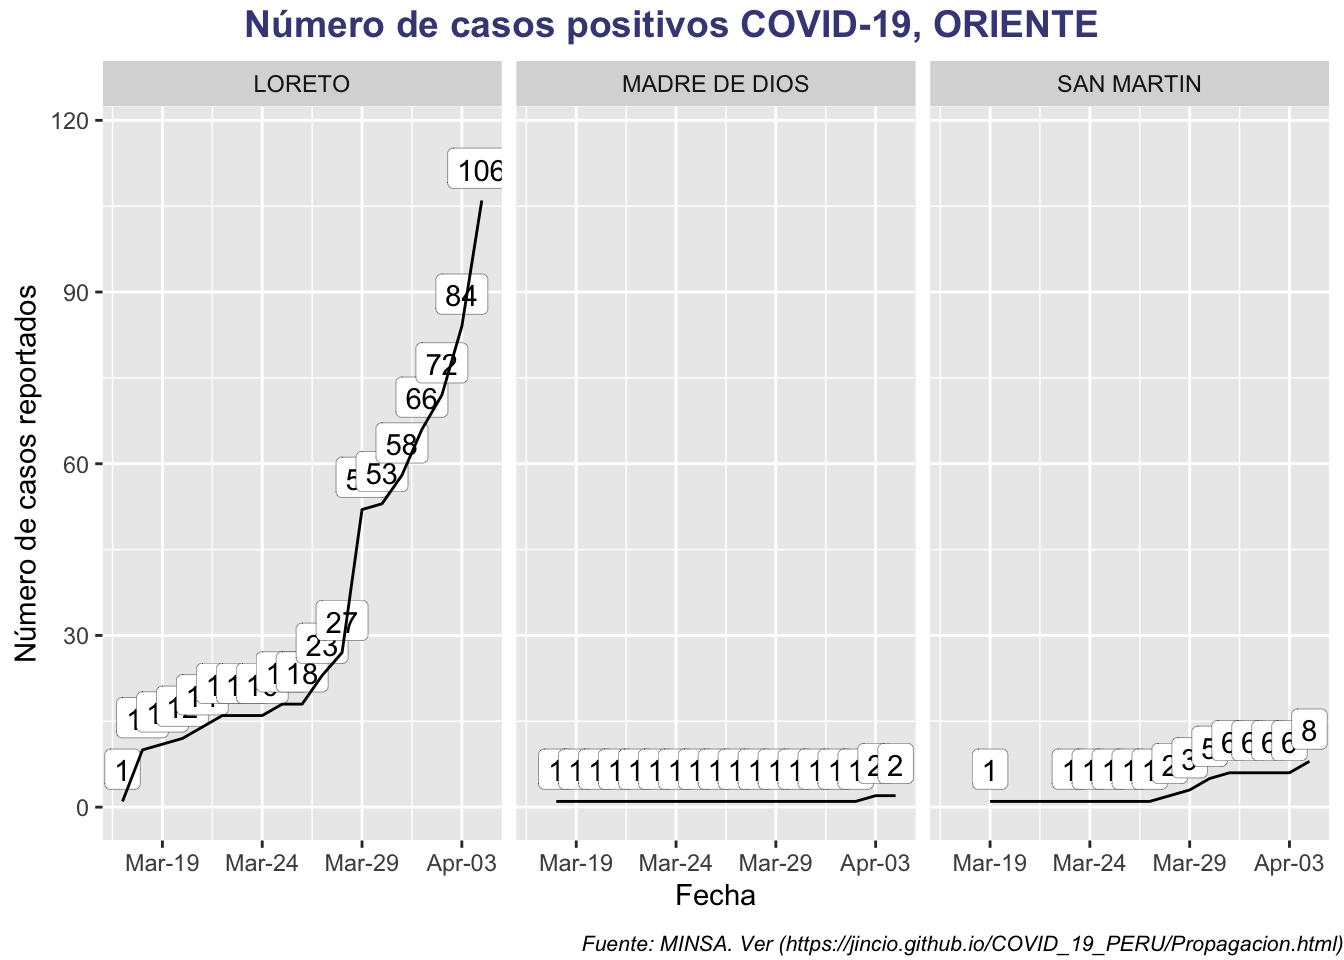 Número de casos positivos COVID-19, ORIENTE
LORETO
MADRE DE DIOS
SAN MARTIN
Número de casos reportados
120
90
60
30
0
1
18
23
27
53
58
66
72
84
106
1 1 1 1 1 1 1 1 1 1 1 1 1 1 1 1 2 2
1 1 1 1 1 1 2 3 5 6 6 6 6 8
Mar-19 Mar-24 Mar-29 Apr-03
Mar-19 Mar-24 Mar-29 Apr-03
Mar-19 Mar-24 Mar-29 Apr-03
Fecha
Fuente: MINSA. Ver (https://jincio.github.io/COVID_19_PERU/Propagacion.html)